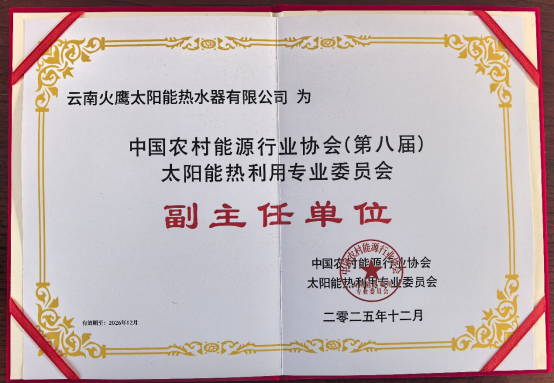 云南火鹰太阳能热水器有限公司 为
中国农村能源行业协会(第八届)
太阳能热利用专业委员会
副主任单位
中国农村能源行业协会
太阳能热利用专业委员会
二零二五年十二月
有效期至：2026年12月